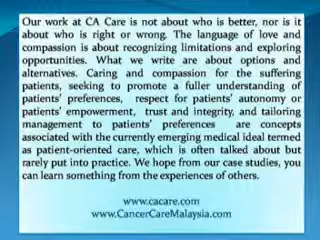 Our work at CA Care is not about who is better, nor is it
about who is right or wrong. The language of love and
compassion is about recognizing limitations and exploring
opportunities. What we write are about options and
alternatives. Caring and compassion for the suffering
patients, seeking to promote a fuller understanding of
patients' preferences, respect for patients' autonomy or
patients' empowerment, trust and integrity, and tailoring
management to patients' preferences are concepts
associated with the currently emerging medical ideal termed
as patient-oriented care, which is often talked about but
rarely put into practice. We hope from our case studies, you
can learn something from the experiences of others.
www.cacare.com
www.CancerCareMalaysia.com